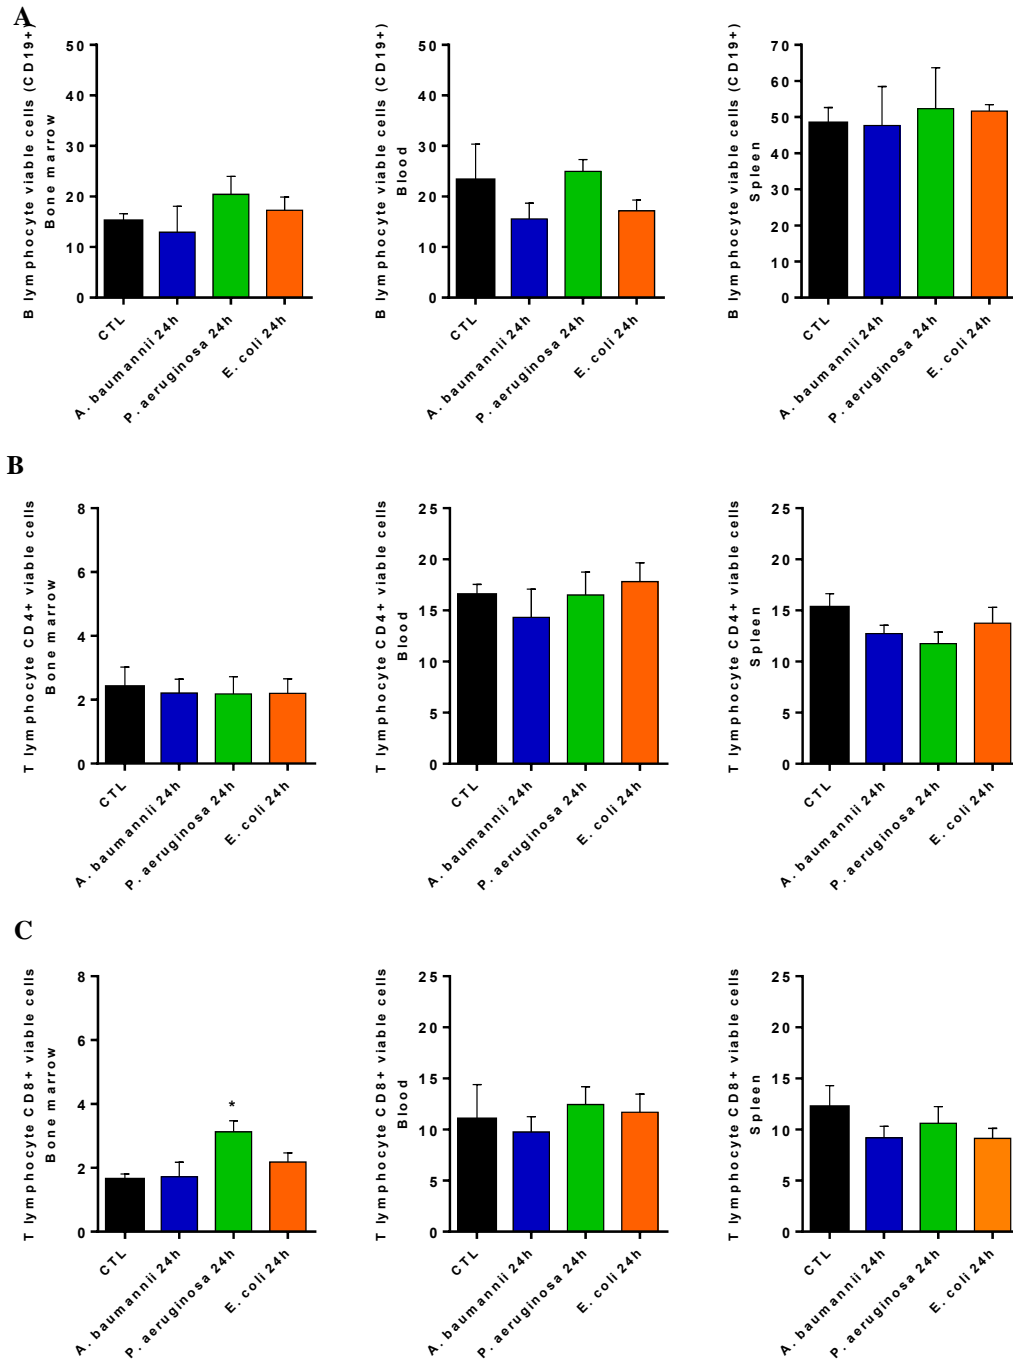 A
B lymphocyte viable cells (CD19+)
Bone marrow
50
40
30
20
10
0
CTL
A. baumannii 24h
P. aeruginosa 24h
E. coli 24h
B lymphocyte viable cells (CD19+)
Blood
50
40
30
20
10
0
CTL
A. baumannii 24h
P. aeruginosa 24h
E. coli 24h
B lymphocyte viable cells (CD19+)
Spleen
70
60
50
40
30
20
10
0
CTL
A. baumannii 24h
P. aeruginosa 24h
E. coli 24h
B
T lymphocyte CD4+ viable cells
Bone marrow
8
6
4
2
0
CTL
A. baumannii 24h
P. aeruginosa 24h
E. coli 24h
T lymphocyte CD4+ viable cells
Blood
25
20
15
10
5
0
CTL
A. baumannii 24h
P. aeruginosa 24h
E. coli 24h
T lymphocyte CD4+ viable cells
Spleen
25
20
15
10
5
0
CTL
A. baumannii 24h
P. aeruginosa 24h
E. coli 24h
C
T lymphocyte CD8+ viable cells
Bone marrow
8
6
4
2
0
*
CTL
A. baumannii 24h
P. aeruginosa 24h
E. coli 24h
T lymphocyte CD8+ viable cells
Blood
25
20
15
10
5
0
CTL
A. baumannii 24h
P. aeruginosa 24h
E. coli 24h
T lymphocyte CD8+ viable cells
Spleen
25
20
15
10
5
0
CTL
A. baumannii 24h
P. aeruginosa 24h
E. coli 24h